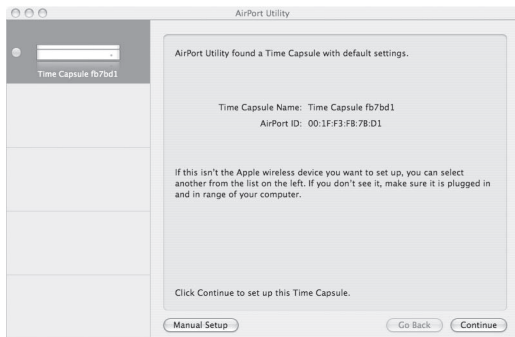 AirPort Utility
Time Capsule fb7bd1
AirPort Utility found a Time Capsule with default settings.
Time Capsule Name: Time Capsule fb7bd1
AirPort ID: 00:1F:F3:FB:7B:D1
If this isn't the Apple wireless device you want to set up, you can select
another from the list on the left. If you don't see it, make sure it is plugged in
and in range of your computer.
Click Continue to set up this Time Capsule.
Manual Setup
Go Back
Continue